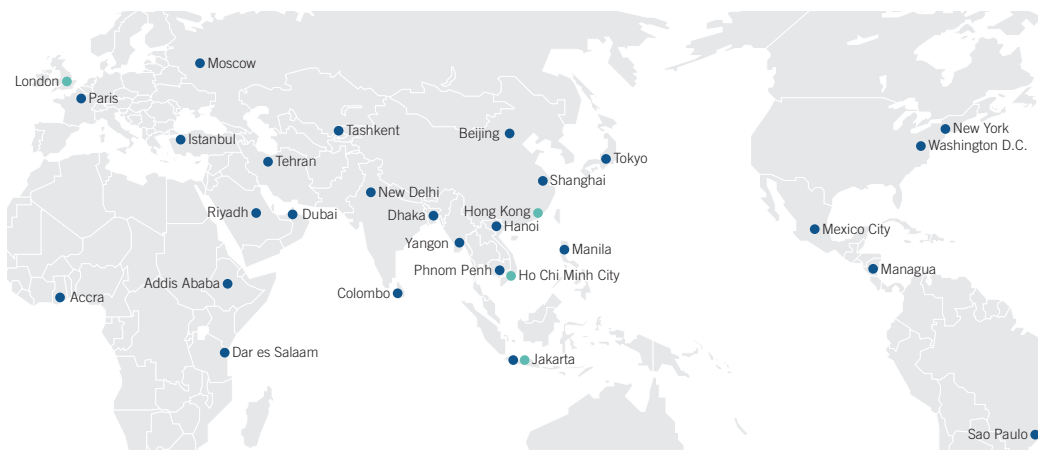 Moscow
London
Paris
New York
Tashkent
Beijing
Istanbul
Washington D.C.
Tokyo
Tehran
Shanghai
New Delhi
Riyadh
Dubai
Dhaka
Hong Kong
Hanoi
Mexico City
Yangon
Manila
Phnom Penh
Managua
Ho Chi Minh City
Addis Ababa
Colombo
Accra
Dar es Salaam
Jakarta
Sao Paulo